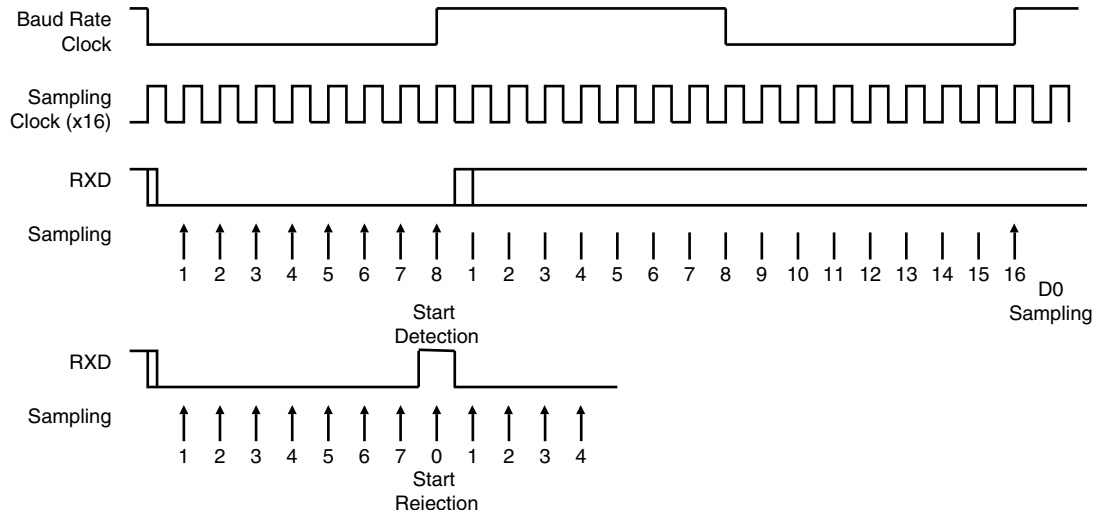 Baud Rate
Clock
Sampling
Clock (x16)
RXD
Sampling
1 2 3 4 5 6 7 8 1 2 3 4 5 6 7 8 9 10 11 12 13 14 15 16
D0
Sampling
Start
Detection
RXD
Sampling
1 2 3 4 5 6 7 0 1 2 3 4
Start
Rejection